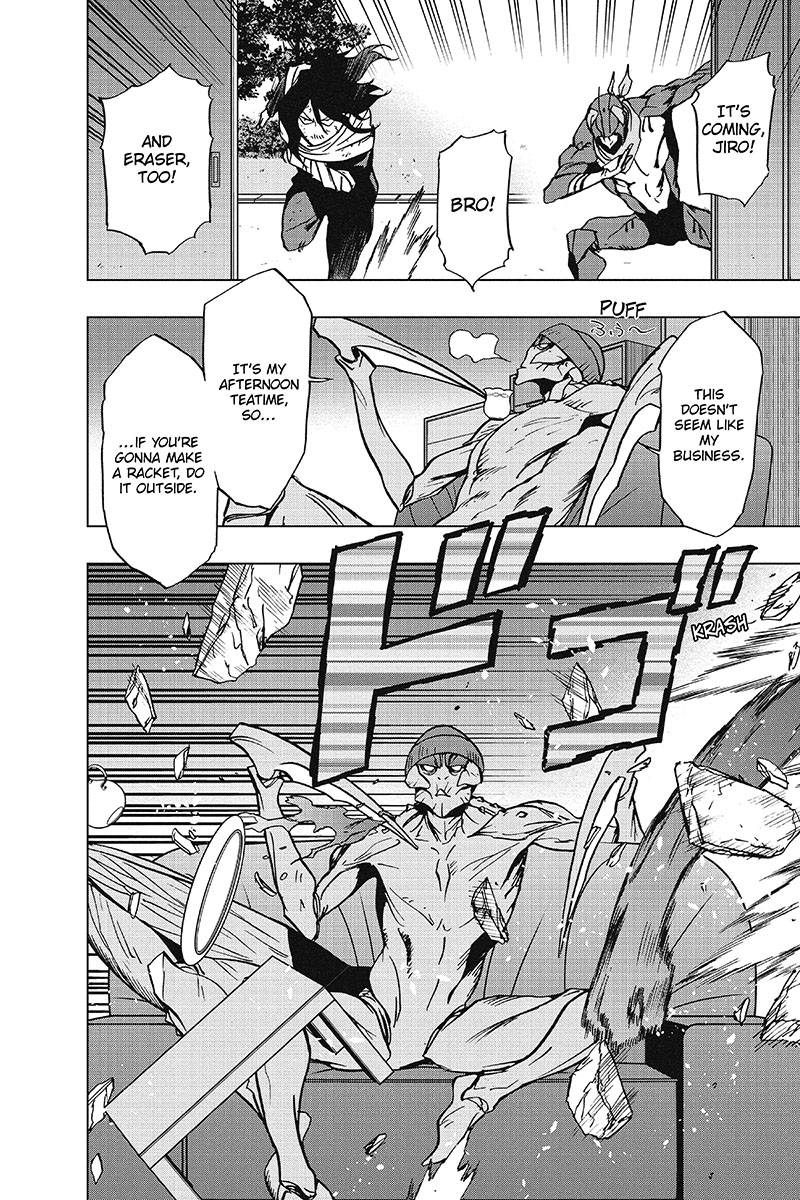 IT'S
COMING,
JIRO!
BRO!
AND
ERASER,
TOO!
PUFF
ふぅ〜
THIS
DOESN'T
SEEM LIKE
MY
BUSINESS.
IT'S MY
AFTERNOON
TEATIME,
SO...
...IF YOU'RE
GONNA MAKE
A RACKET, DO
IT OUTSIDE.
ドゴ
KRASH